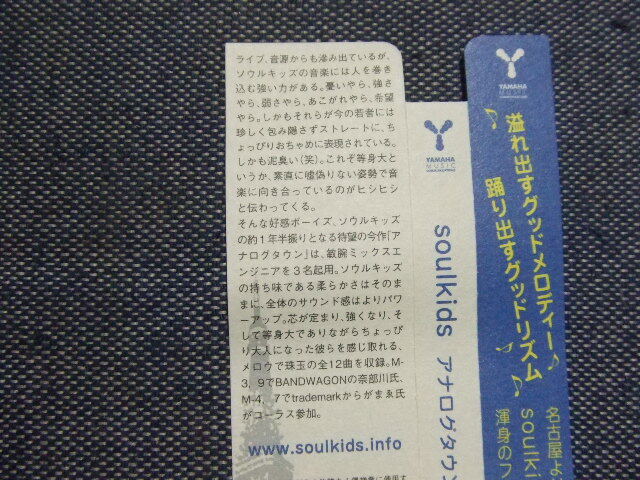 ライブ、音源からも滲み出ているが、
ソウルキッズの音楽には人を巻き
込む強い力がある。憂いやら、強さ
やら、弱さやら、あこがれやら、希望
やら。しかもそれらが今の若者には
珍しく包み隠さずストレートに、ち
ょっぴりおちゃめに表現されている。
しかも泥臭い(笑)。これぞ等身大と
いうか、素直に嘘偽りない姿勢で音
楽に向き合っているのがヒシヒシ
と伝わってくる。
そんな好感ボーイズ、ソウルキッズ
の約1年半振りとなる待望の今作「ア
ナログタウン」は、敏腕ミックスエ
ンジニアを3名起用。ソウルキッズ
の持ち味である柔らかさはそのま
まに、全体のサウンド感はよりパワ
ーアップ。芯が定まり、強くなり、そ
して等身大でありながらちょっぴ
り大人になった彼らを感じ取れる、
メロウで珠玉の全12曲を収録。M-
3、9でBANDWAGONの奈部川氏、
M-4、7でtrademarkからがまゑ氏
がコーラス参加。
www.soulkids.info
YAMAHA
MUSIC
COMMUNICATIONS
soulkids アナログタウン
YAMAHA
MUSIC
溢れ出すグッドメロディー♪
♪踊り出すグッドリズム♪
名古屋よ
soulki
渾身のフ